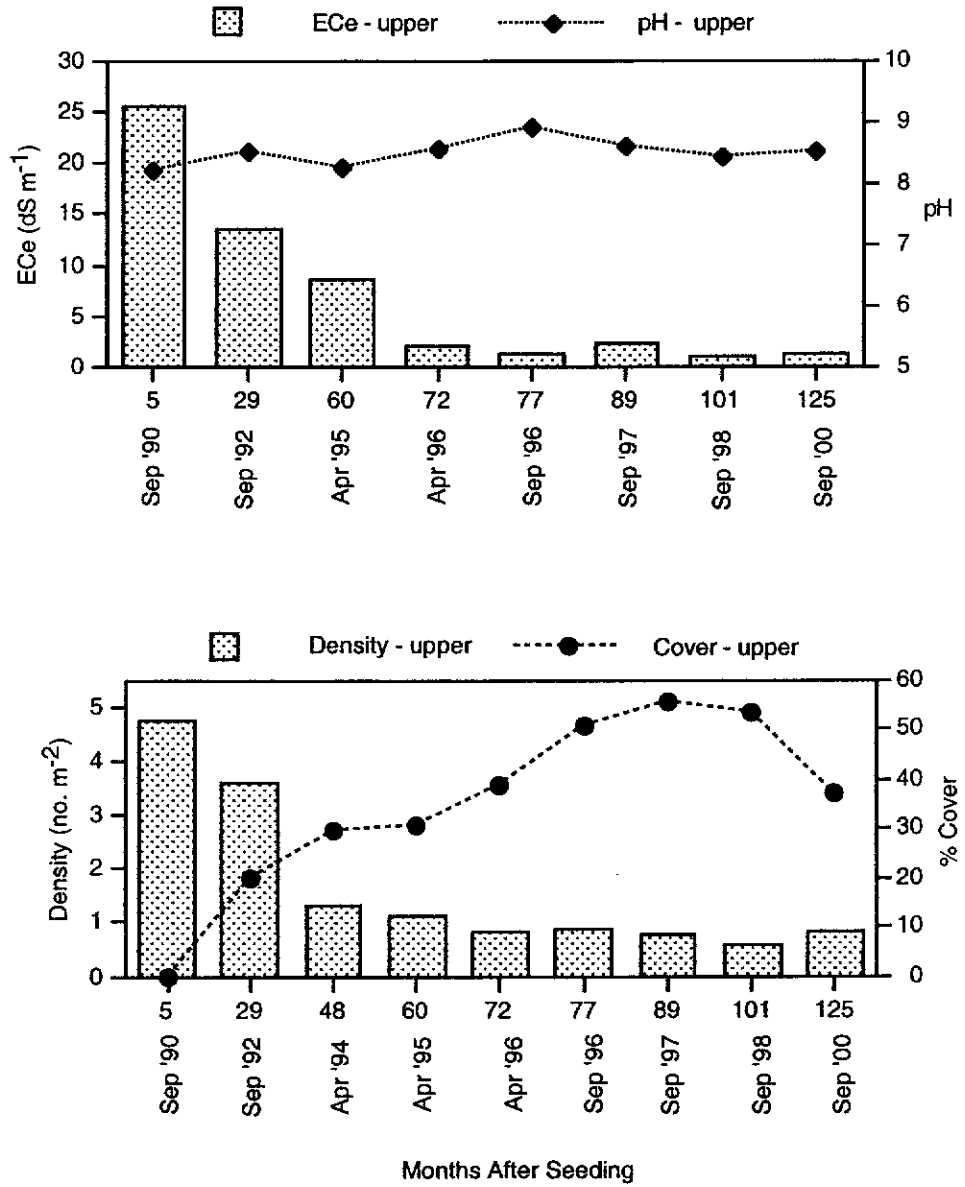 ECe - upper pH - upper
30 10
25 9
20 8
15 7
10 6
5
0 5
ECe (dS m-1)
pH
5 29 60 72 77 89 101 125
Sep '90 Sep '92 Apr '95 Apr '96 Sep '96 Sep '97 Sep '98 Sep '00
Density - upper Cover - upper
60
5 50
4 40
3 30
2 20
1 10
0 0
Density (no. m-2)
% Cover
5 29 48 60 72 77 89 101 125
Sep '90 Sep '92 Apr '94 Apr '95 Apr '96 Sep '96 Sep '97 Sep '98 Sep '00
Months After Seeding